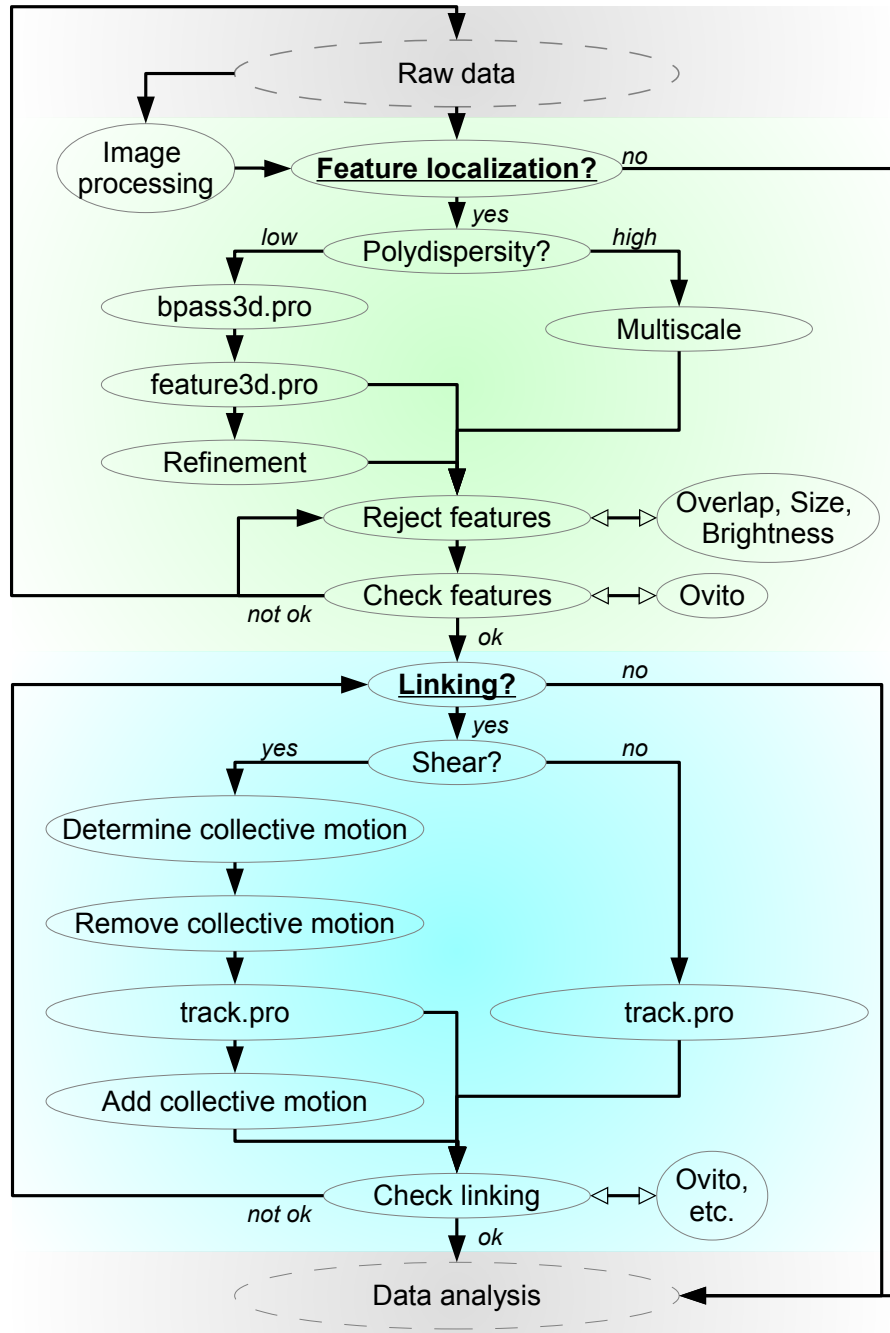 Raw data
Image
processing
Feature localization?
no
yes
low
Polydispersity?
high
bpass3d.pro
Multiscale
feature3d.pro
Refinement
Reject features
Overlap, Size,
Brightness
Check features
Ovito
not ok
ok
Linking?
no
yes
yes
Shear?
no
Determine collective motion
Remove collective motion
track.pro
track.pro
Add collective motion
Check linking
Ovito,
etc.
not ok
ok
Data analysis